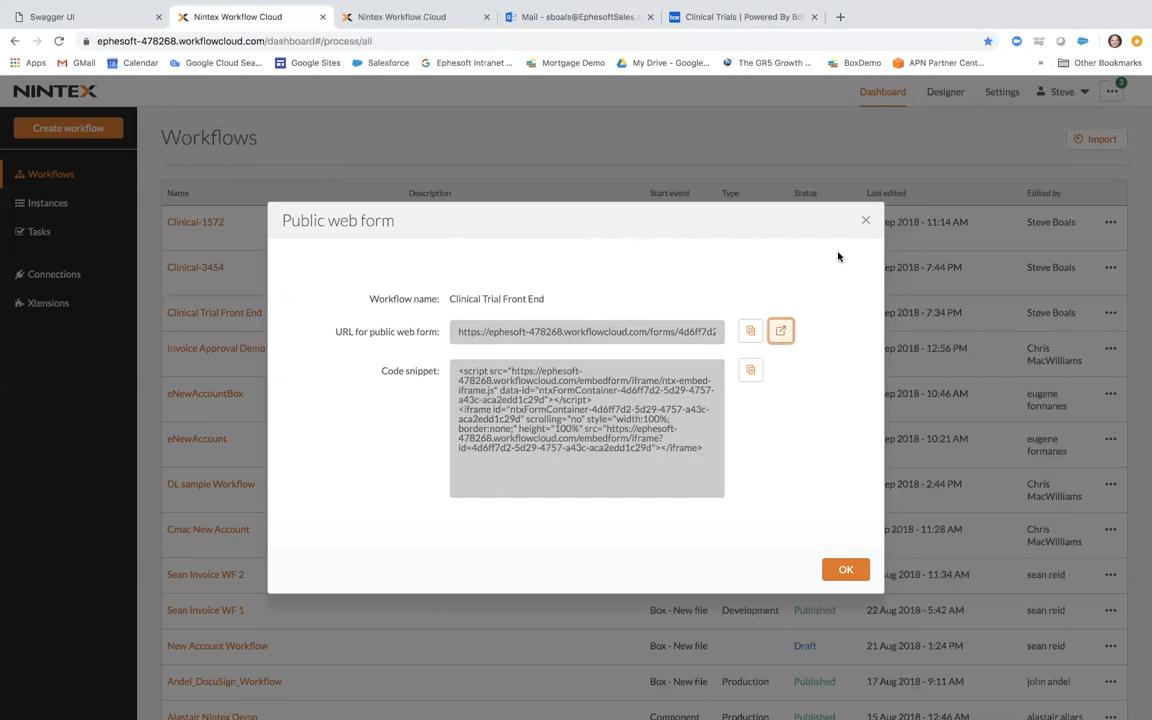 Swagger UI
Nintex Workflow Cloud
Nintex Workflow Cloud
Mail - sboals@EphesoftSales.
Clinical Trials | Powered By Bo
ephesoft-478268.workflowcloud.com/dashboard#/process/all
Apps
GMail
Calendar
Google Cloud Sea...
Google Sites
Salesforce
Ephesoft Intranet ...
Mortgage Demo
My Drive - Google...
The GR5 Growth ...
BoxDemo
APN Partner Cent...
»
Other Bookmarks
NINTEX
Dashboard
Designer
Settings
Steve
3
Create workflow
Workflows
Instances
Tasks
Connections
Xtensions
Workflows
Import
Name Description Start event Type Status Last edited Edited by
Clinical-1572 ep 2018 - 11:14 AM Steve Boals
Clinical-3454 ep 2018 - 7:44 PM Steve Boals
Clinical Trial Front End ep 2018 - 7:34 PM Steve Boals
Invoice Approval Demo ep 2018 - 12:56 PM Chris
MacWilliams
eNewAccountBox eugene
formanes
eNewAccount ep 2018 - 10:21 AM eugene
formanes
DL sample Workflow ep 2018 - 2:44 PM Chris
MacWilliams
Cmac New Account p 2018 - 11:28 AM Chris
MacWilliams
Sean Invoice WF 2 ug 2018 - 11:34 AM sean reid
Sean Invoice WF 1 Box - New file Development Published 22 Aug 2018 - 5:42 AM sean reid
New Account Workflow Box - New file Draft 21 Aug 2018 - 1:24 PM sean reid
Andel_DocuSign_Workflow Box - New file Production Published 17 Aug 2018 - 9:11 AM john andel
Alastair Nintex Demo Component Production Published 15 Aug 2018 - 12:46 AM alastair allars
Public web form
Workflow name: Clinical Trial Front End
URL for public web form: https://ephesoft-478268.workflowcloud.com/forms/4d6ff7d2
Code snippet:
<script src="https://ephesoft-
478268.workflowcloud.com/embedform/iframe/ntx-embed-
iframe.js" data-id="ntxFormContainer-4d6ff7d2-5d29-4757-
a43c-aca2edd1c29d"></script>
<iframe id="ntxFormContainer-4d6ff7d2-5d29-4757-a43c-
aca2edd1c29d" scrolling="no" style="width:100%;
border:none;" height="100%" src="https://ephesoft-
478268.workflowcloud.com/embedform/iframe?
id=4d6ff7d2-5d29-4757-a43c-aca2edd1c29d"></iframe>
OK